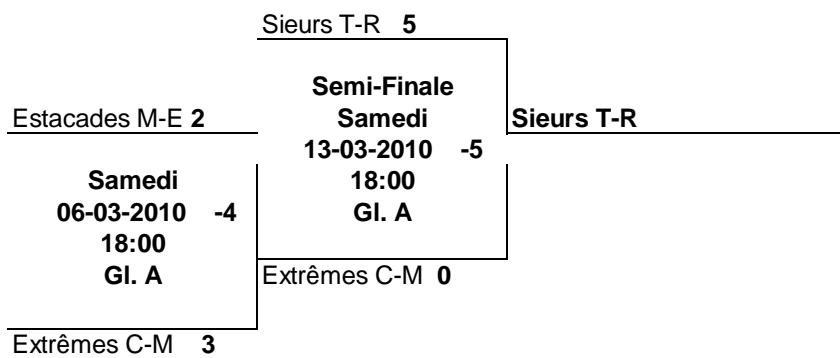 Sieurs T-R 5
Semi-Finale
Estacades M-E 2
Samedi
Sieurs T-R
13-03-2010 -5
Samedi
18:00
06-03-2010 -4
Gl. A
18:00
Gl. A
Extrêmes C-M 0
Extrêmes C-M 3